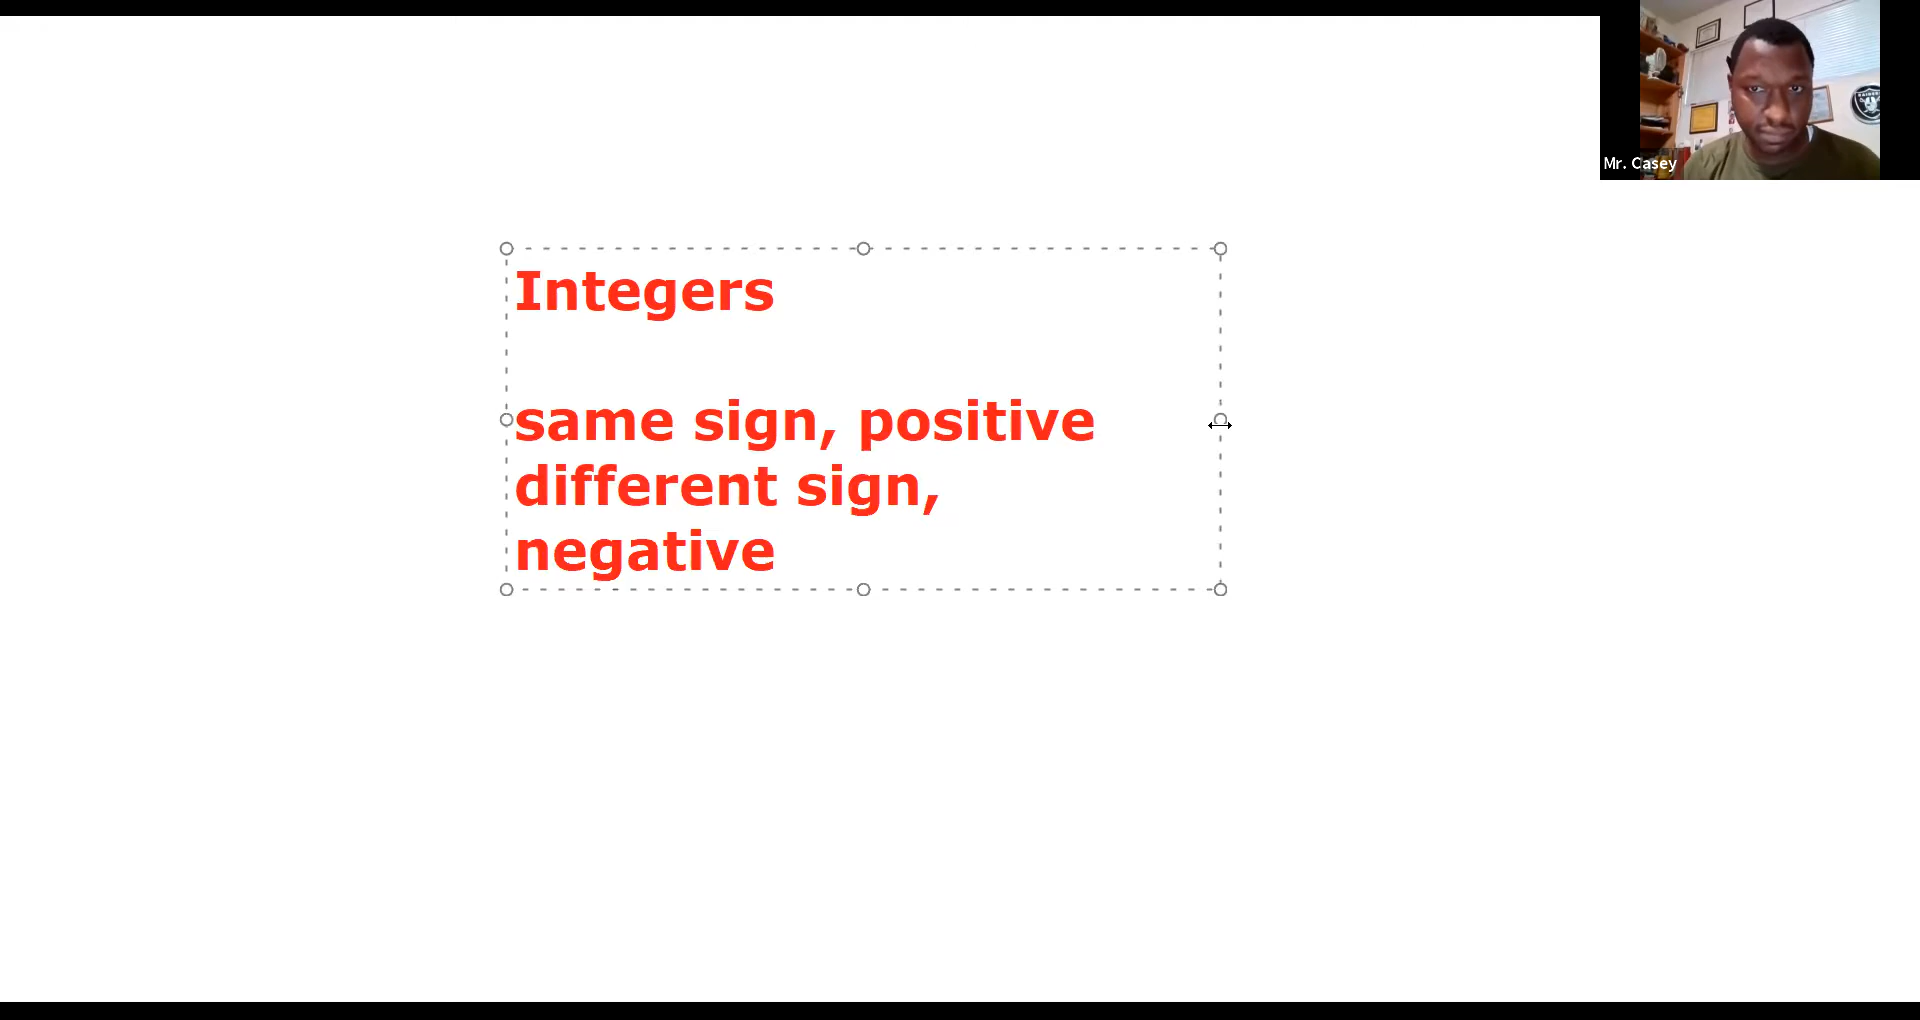 Mr. Casey
Integers
same sign, positive
different sign,
negative